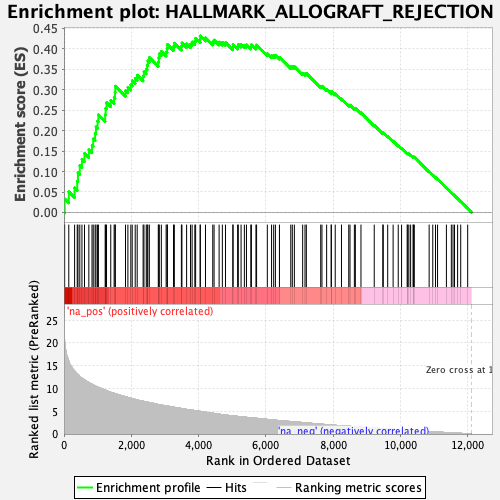 Enrichment plot: HALLMARK_ALLOGRAFT_REJECTION
Enrichment score (ES)
0.45
0.40
0.35
0.30
0.25
0.20
0.15
0.10
0.05
0.00
'na_pos' (positively correlated)
Ranked list metric (PreRanked)
25
20
15
10
5
0
Zero cross at 1
'na_neg' (negatively correlated)
0
2,000
4,000
6,000
8,000
10,000
12,000
Rank in Ordered Dataset
Enrichment profile
Hits
Ranking metric scores